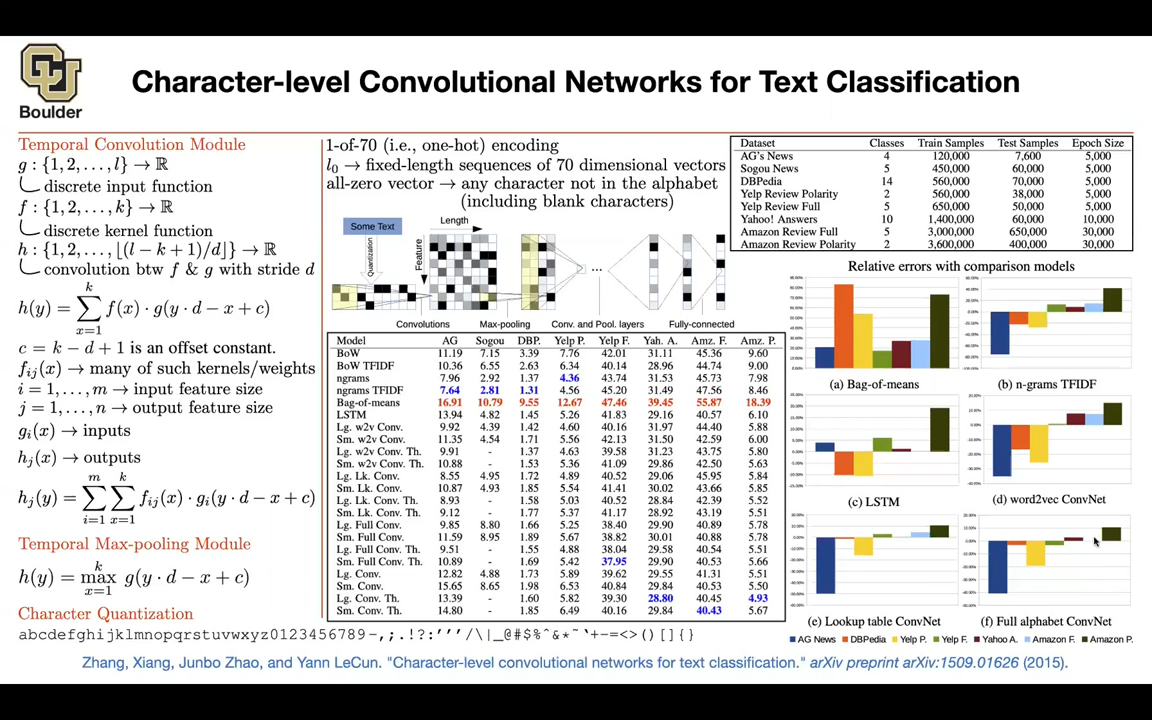 Boulder
Character-level Convolutional Networks for Text Classification
Temporal Convolution Module
g : {1, 2, . . . , l} → ℝ
discrete input function
f : {1, 2, . . . , k} → ℝ
discrete kernel function
h : {1, 2, . . . , ⌊(l − k + 1)/d⌋} → ℝ
convolution btw f & g with stride d
h(y) = ∑_{x=1}^{k} f(x) · g(y · d − x + c)
c = k − d + 1 is an offset constant.
f_{ij}(x) → many of such kernels/weights
i = 1, . . . , m → input feature size
j = 1, . . . , n → output feature size
g_i(x) → inputs
h_j(x) → outputs
h_j(y) = ∑_{i=1}^{m} ∑_{x=1}^{k} f_{ij}(x) · g_i(y · d − x + c)
Temporal Max-pooling Module
h(y) = max_{x=1}^{k} g(y · d − x + c)
Character Quantization
abcdefghijklmnopqrstuvwxyz0123456789-,;.!?:'''/\|_@#$%^&*~`+-=<>()[]{}
1-of-70 (i.e., one-hot) encoding
l_0 → fixed-length sequences of 70 dimensional vectors
all-zero vector → any character not in the alphabet
(including blank characters)
Some Text
Quantization
Length
Feature
...
Convolutions Max-pooling Conv. and Pool. layers Fully-connected
Model AG Sogou DBP. Yelp P. Yelp F. Yah. A. Amz. F. Amz. P.
BoW 11.19 7.15 3.39 7.76 42.01 31.11 45.36 9.60
BoW TFIDF 10.36 6.55 2.63 6.34 40.14 28.96 44.74 9.00
ngrams 7.96 2.92 1.37 4.36 43.74 31.53 45.73 7.98
ngrams TFIDF 7.64 2.81 1.31 4.56 45.20 31.49 47.56 8.46
Bag-of-means 16.91 10.79 9.55 12.67 47.46 39.45 55.87 18.39
LSTM 13.94 4.82 1.45 5.26 41.83 29.16 40.57 6.10
Lg. w2v Conv. 9.92 4.39 1.42 4.60 40.16 31.97 44.40 5.88
Sm. w2v Conv. 11.35 4.54 1.71 5.56 42.13 31.50 42.59 6.00
Lg. w2v Conv. Th. 9.91 - 1.37 4.63 39.58 31.23 43.75 5.80
Sm. w2v Conv. Th. 10.88 - 1.53 5.36 41.09 29.86 42.50 5.63
Lg. Lk. Conv. 8.55 4.95 1.72 4.89 40.52 29.06 45.95 5.84
Sm. Lk. Conv. 10.87 4.93 1.85 5.54 41.41 30.02 43.66 5.85
Lg. Lk. Conv. Th. 8.93 - 1.58 5.03 40.52 28.84 42.39 5.52
Sm. Lk. Conv. Th. 9.12 - 1.77 5.37 41.17 28.92 43.19 5.51
Lg. Full Conv. 9.85 8.80 1.66 5.25 38.40 29.90 40.89 5.78
Sm. Full Conv. 11.59 8.95 1.89 5.67 38.82 30.01 40.88 5.78
Lg. Full Conv. Th. 9.51 - 1.55 4.88 38.04 29.58 40.54 5.51
Sm. Full Conv. Th. 10.89 - 1.69 5.42 37.95 29.90 40.53 5.66
Lg. Conv. 12.82 4.88 1.73 5.89 39.62 29.55 41.31 5.51
Sm. Conv. 15.65 8.65 1.98 6.53 40.84 29.84 40.53 5.50
Lg. Conv. Th. 13.39 - 1.60 5.82 39.30 28.80 40.45 4.93
Sm. Conv. Th. 14.80 - 1.85 6.49 40.16 29.84 40.43 5.67
Dataset Classes Train Samples Test Samples Epoch Size
AG's News 4 120,000 7,600 5,000
Sogou News 5 450,000 60,000 5,000
DBPedia 14 560,000 70,000 5,000
Yelp Review Polarity 2 560,000 38,000 5,000
Yelp Review Full 5 650,000 50,000 5,000
Yahoo! Answers 10 1,400,000 60,000 10,000
Amazon Review Full 5 3,000,000 650,000 30,000
Amazon Review Polarity 2 3,600,000 400,000 30,000
Relative errors with comparison models
(a) Bag-of-means
(b) n-grams TFIDF
(c) LSTM
(d) word2vec ConvNet
(e) Lookup table ConvNet
(f) Full alphabet ConvNet
AG News DBPedia Yelp P. Yelp F. Yahoo A. Amazon F. Amazon P.
Zhang, Xiang, Junbo Zhao, and Yann LeCun. "Character-level convolutional networks for text classification." arXiv preprint arXiv:1509.01626 (2015).